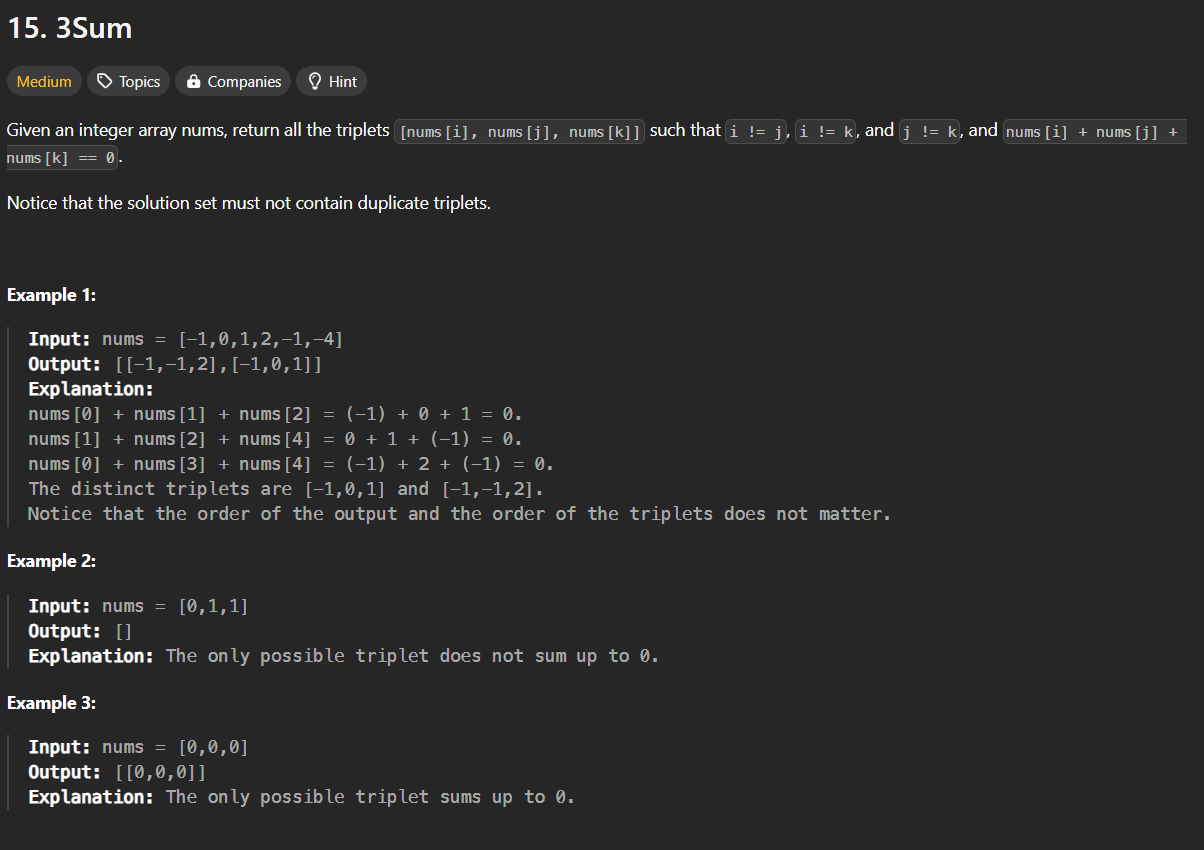 15. 3Sum
Medium Topics Companies Hint
Given an integer array nums, return all the triplets [nums[i], nums[j], nums[k]] such that i != j, i != k, and j != k, and nums[i] + nums[j] +
nums[k] == 0.
Notice that the solution set must not contain duplicate triplets.
Example 1:
Input: nums = [-1,0,1,2,-1,-4]
Output: [[-1,-1,2],[-1,0,1]]
Explanation:
nums[0] + nums[1] + nums[2] = (-1) + 0 + 1 = 0.
nums[1] + nums[2] + nums[4] = 0 + 1 + (-1) = 0.
nums[0] + nums[3] + nums[4] = (-1) + 2 + (-1) = 0.
The distinct triplets are [-1,0,1] and [-1,-1,2].
Notice that the order of the output and the order of the triplets does not matter.
Example 2:
Input: nums = [0,1,1]
Output: []
Explanation: The only possible triplet does not sum up to 0.
Example 3:
Input: nums = [0,0,0]
Output: [[0,0,0]]
Explanation: The only possible triplet sums up to 0.